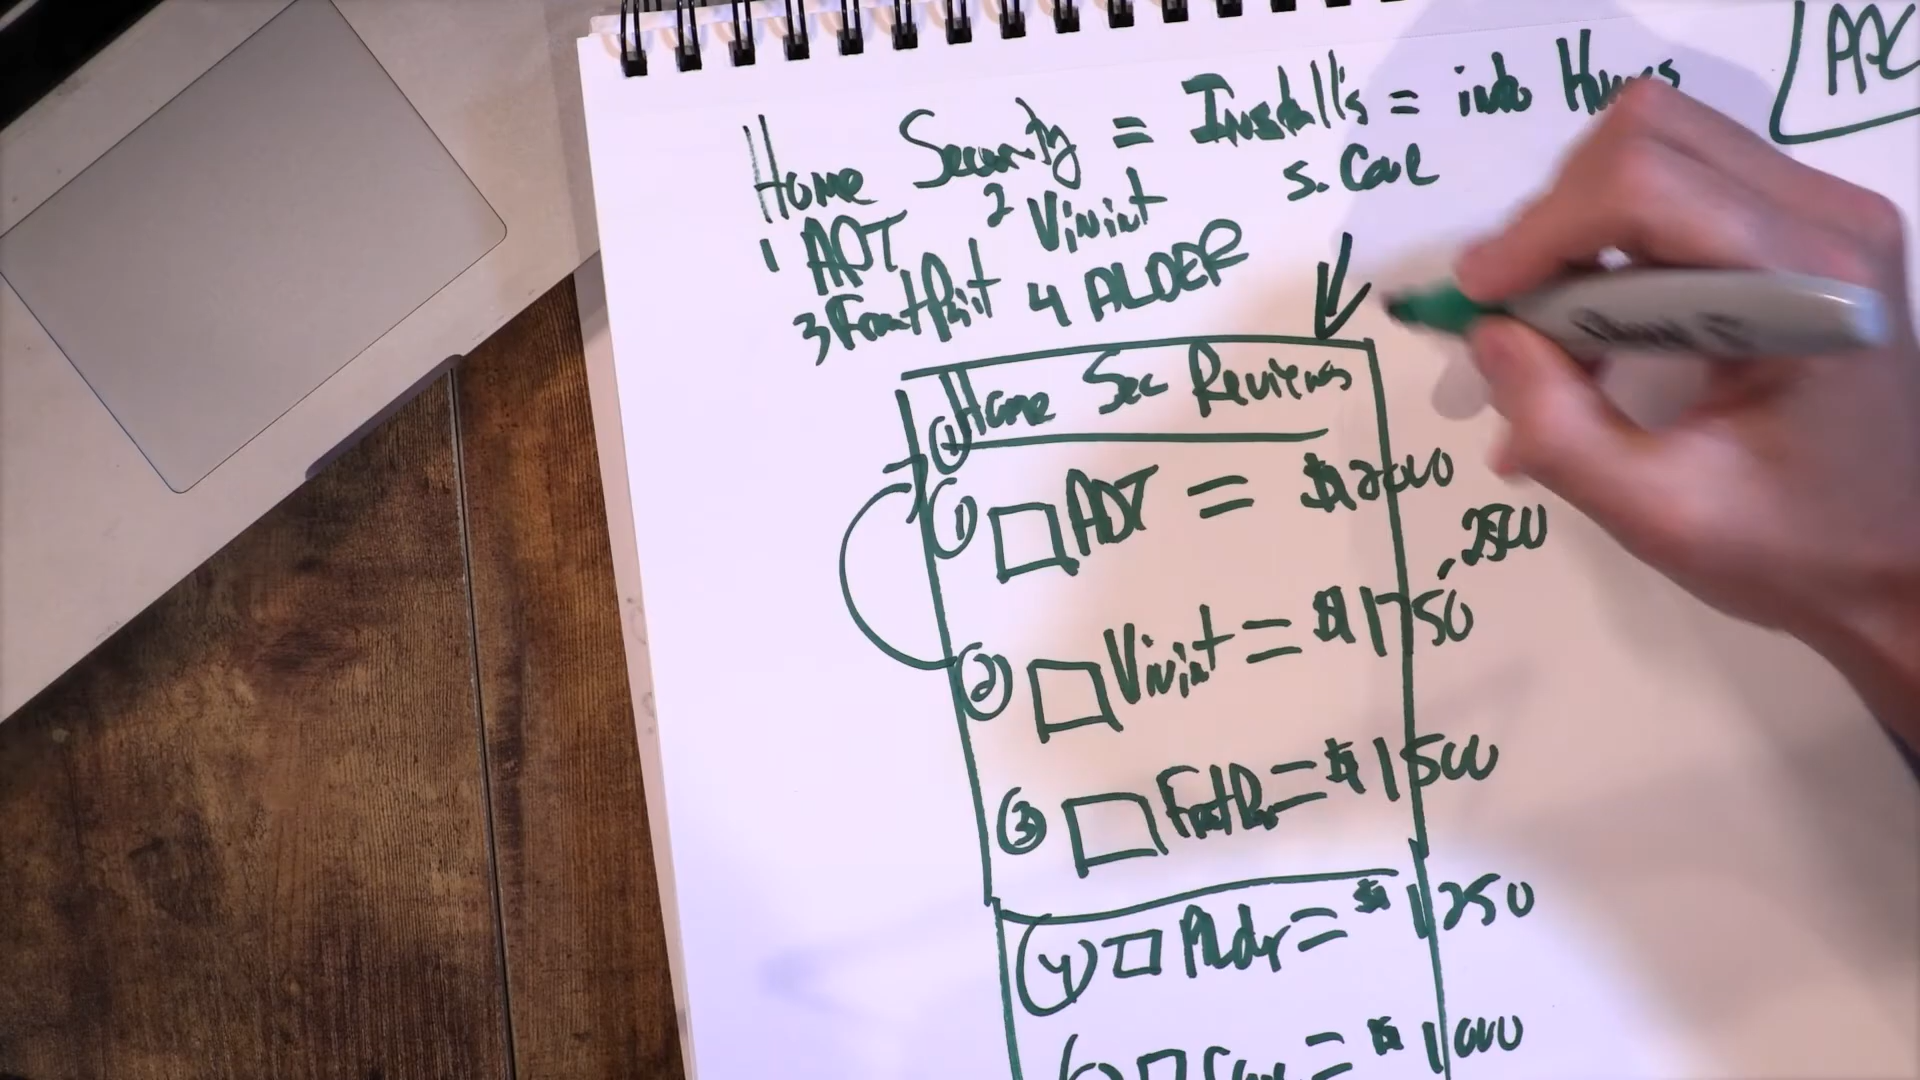 Home Security = Installs = into Homes
1 ADT 2 Vivint 5. Cove
3 FrontPoint 4 ALDER
Home Sec Reviews
① ADT = $2000
2500
② Vivint = $1750
③ FrontPo = $1500
④ Aldr = $1250
Cove = $1000